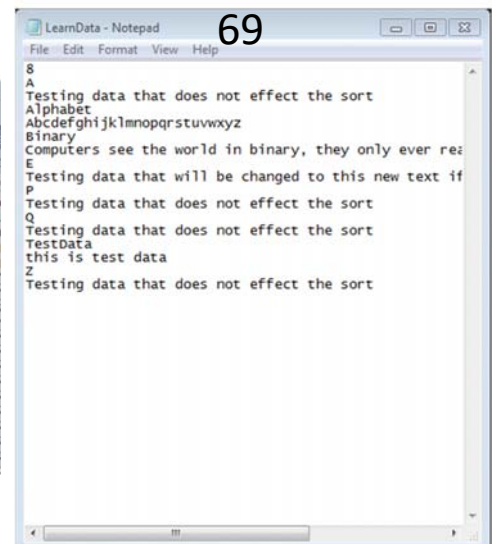 LearnData - Notepad
69
File Edit Format View Help
8
A
Testing data that does not effect the sort
Alphabet
Abcdefghijklmnopqrstuvwxyz
Binary
Computers see the world in binary, they only ever
E
Testing data that will be changed to this new text if
P
Testing data that does not effect the sort
Q
Testing data that does not effect the sort
TestData
this is test data
Z
Testing data that does not effect the sort